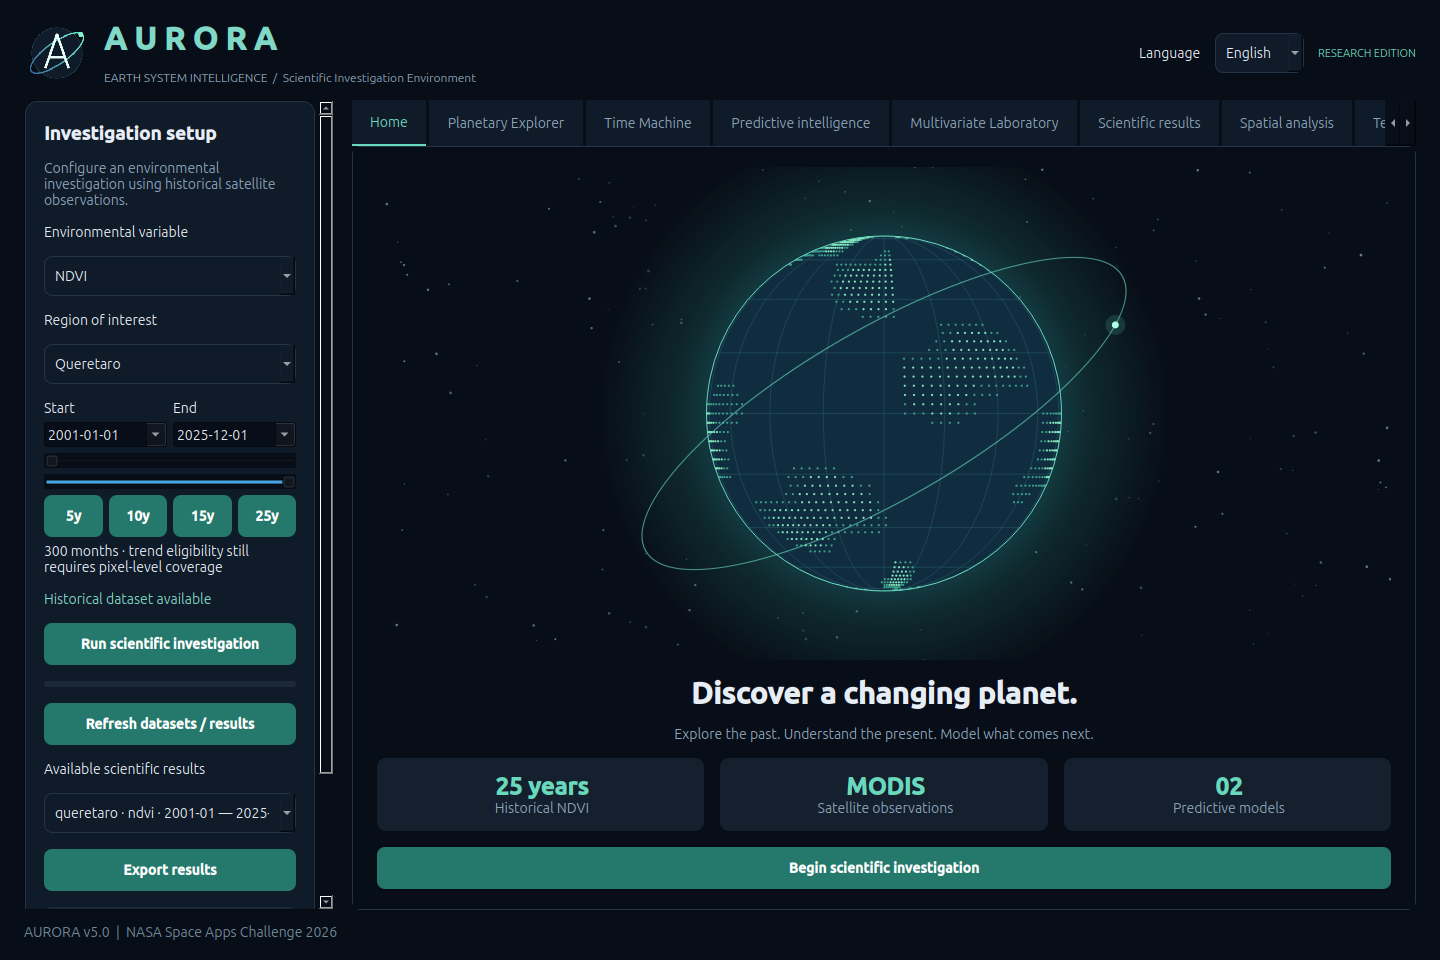 AURORA
EARTH SYSTEM INTELLIGENCE / Scientific Investigation Environment
Language
English
RESEARCH EDITION
Investigation setup
Configure an environmental
investigation using historical satellite
observations.
Environmental variable
NDVI
Region of interest
Queretaro
Start End
2001-01-01 2025-12-01
5y 10y 15y 25y
300 months · trend eligibility still
requires pixel-level coverage
Historical dataset available
Run scientific investigation
Refresh datasets / results
Available scientific results
queretaro · ndvi · 2001-01 — 2025-
Export results
Home Planetary Explorer Time Machine Predictive intelligence Multivariate Laboratory Scientific results Spatial analysis Te
Discover a changing planet.
Explore the past. Understand the present. Model what comes next.
25 years
Historical NDVI
MODIS
Satellite observations
02
Predictive models
Begin scientific investigation
AURORA v5.0 | NASA Space Apps Challenge 2026